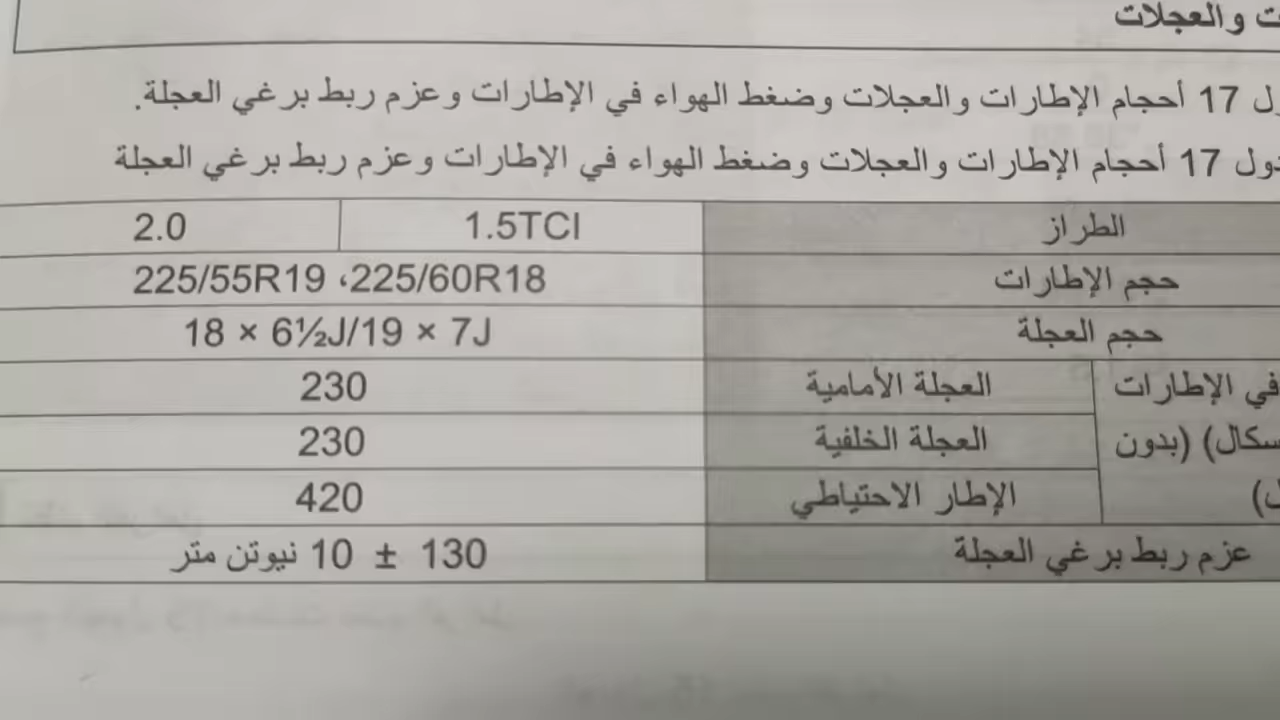 والعجلات
17 أحجام الإطارات والعجلات وضغط الهواء في الإطارات وعزم ربط برغي العجلة.
17 أحجام الإطارات والعجلات وضغط الهواء في الإطارات وعزم ربط برغي العجلة
الطراز 1.5TCI 2.0
حجم الإطارات 225/60R18، 225/55R19
حجم العجلة 18 × 6½J/19 × 7J
في الإطارات العجلة الأمامية 230
(بدون العجلة الخلفية 230
الإطار الاحتياطي 420
عزم ربط برغي العجلة 130 ± 10 نيوتن متر